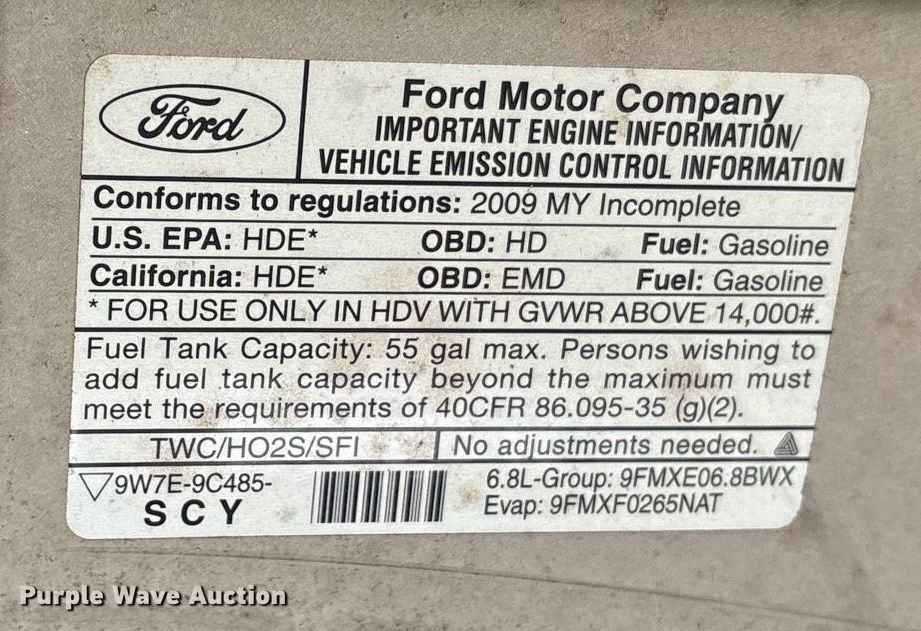 Ford
Ford Motor Company
IMPORTANT ENGINE INFORMATION/
VEHICLE EMISSION CONTROL INFORMATION
Conforms to regulations: 2009 MY Incomplete
U.S. EPA: HDE* OBD: HD Fuel: Gasoline
California: HDE* OBD: EMD Fuel: Gasoline
* FOR USE ONLY IN HDV WITH GVWR ABOVE 14,000#.
Fuel Tank Capacity: 55 gal max. Persons wishing to
add fuel tank capacity beyond the maximum must
meet the requirements of 40CFR 86.095-35 (g)(2).
TWC/HO2S/SFI No adjustments needed.
9W7E-9C485-
SCY
6.8L-Group: 9FMXE06.8BWX
Evap: 9FMXF0265NAT
Purple Wave Auction